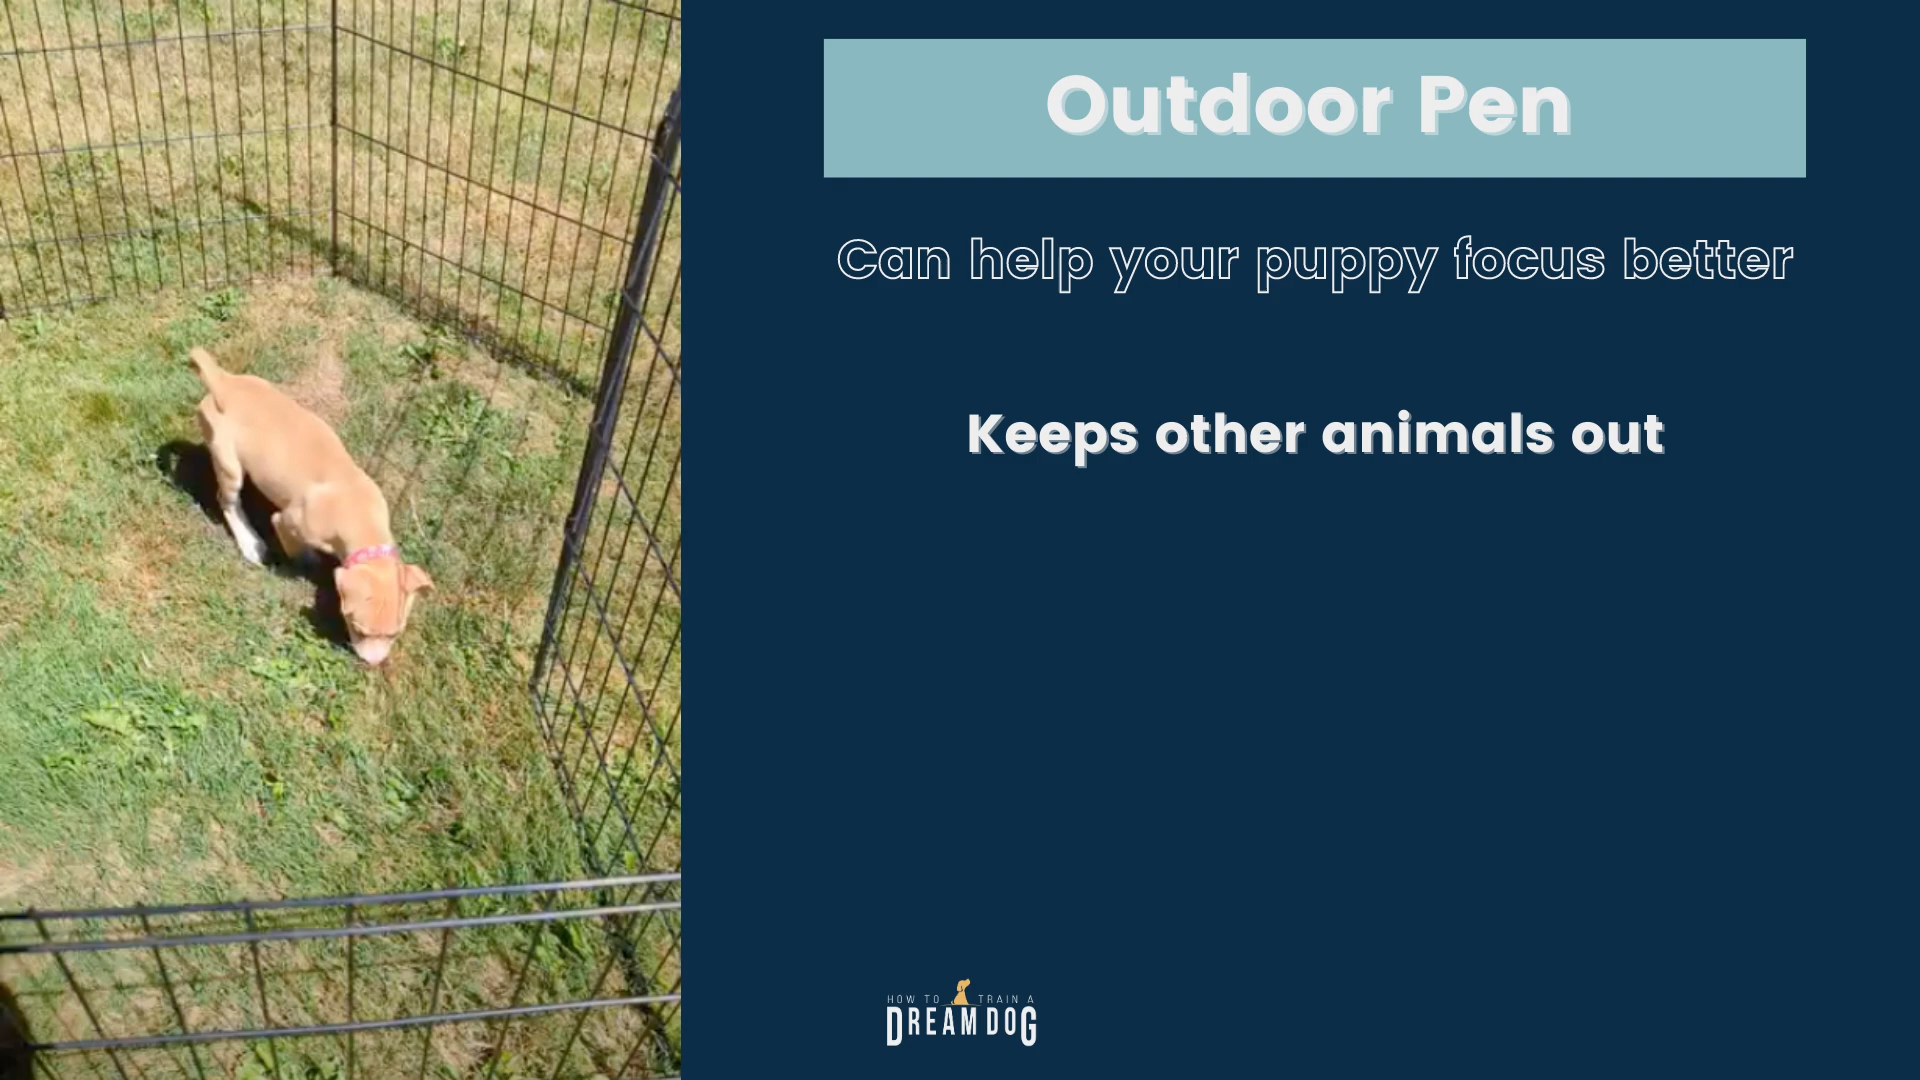 Outdoor Pen
Can help your puppy focus better
Keeps other animals out
HOW TO TRAIN A
DREAM DOG